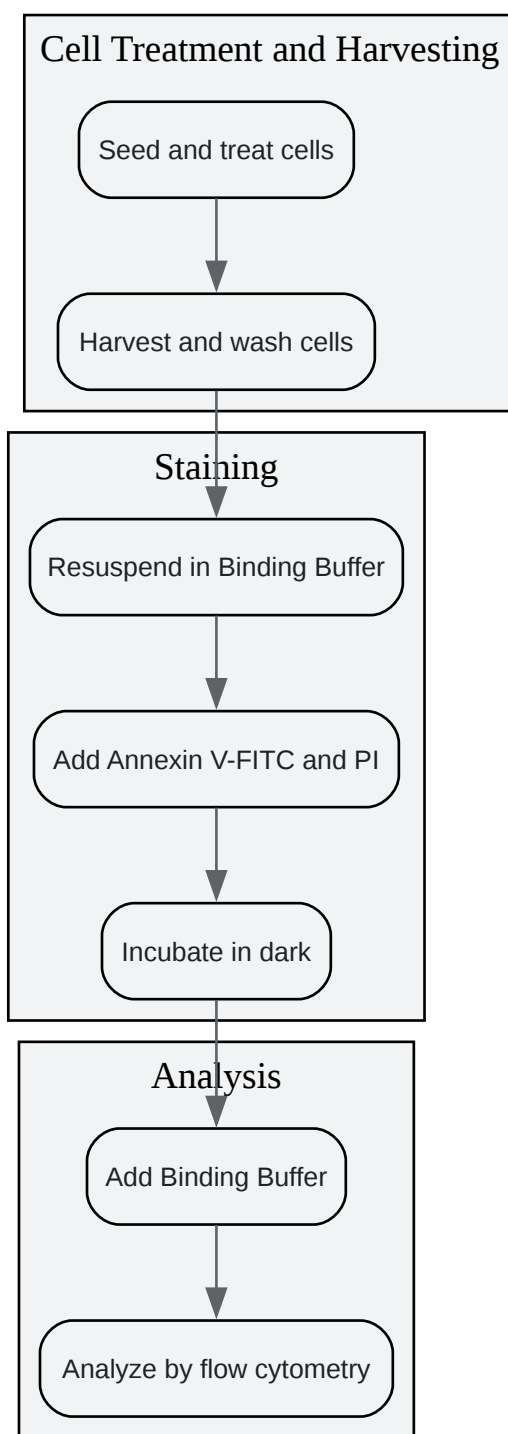 Cell Treatment and Harvesting
Seed and treat cells
Harvest and wash cells
Staining
Resuspend in Binding Buffer
Add Annexin V-FITC and PI
Incubate in dark
Analysis
Add Binding Buffer
Analyze by flow cytometry